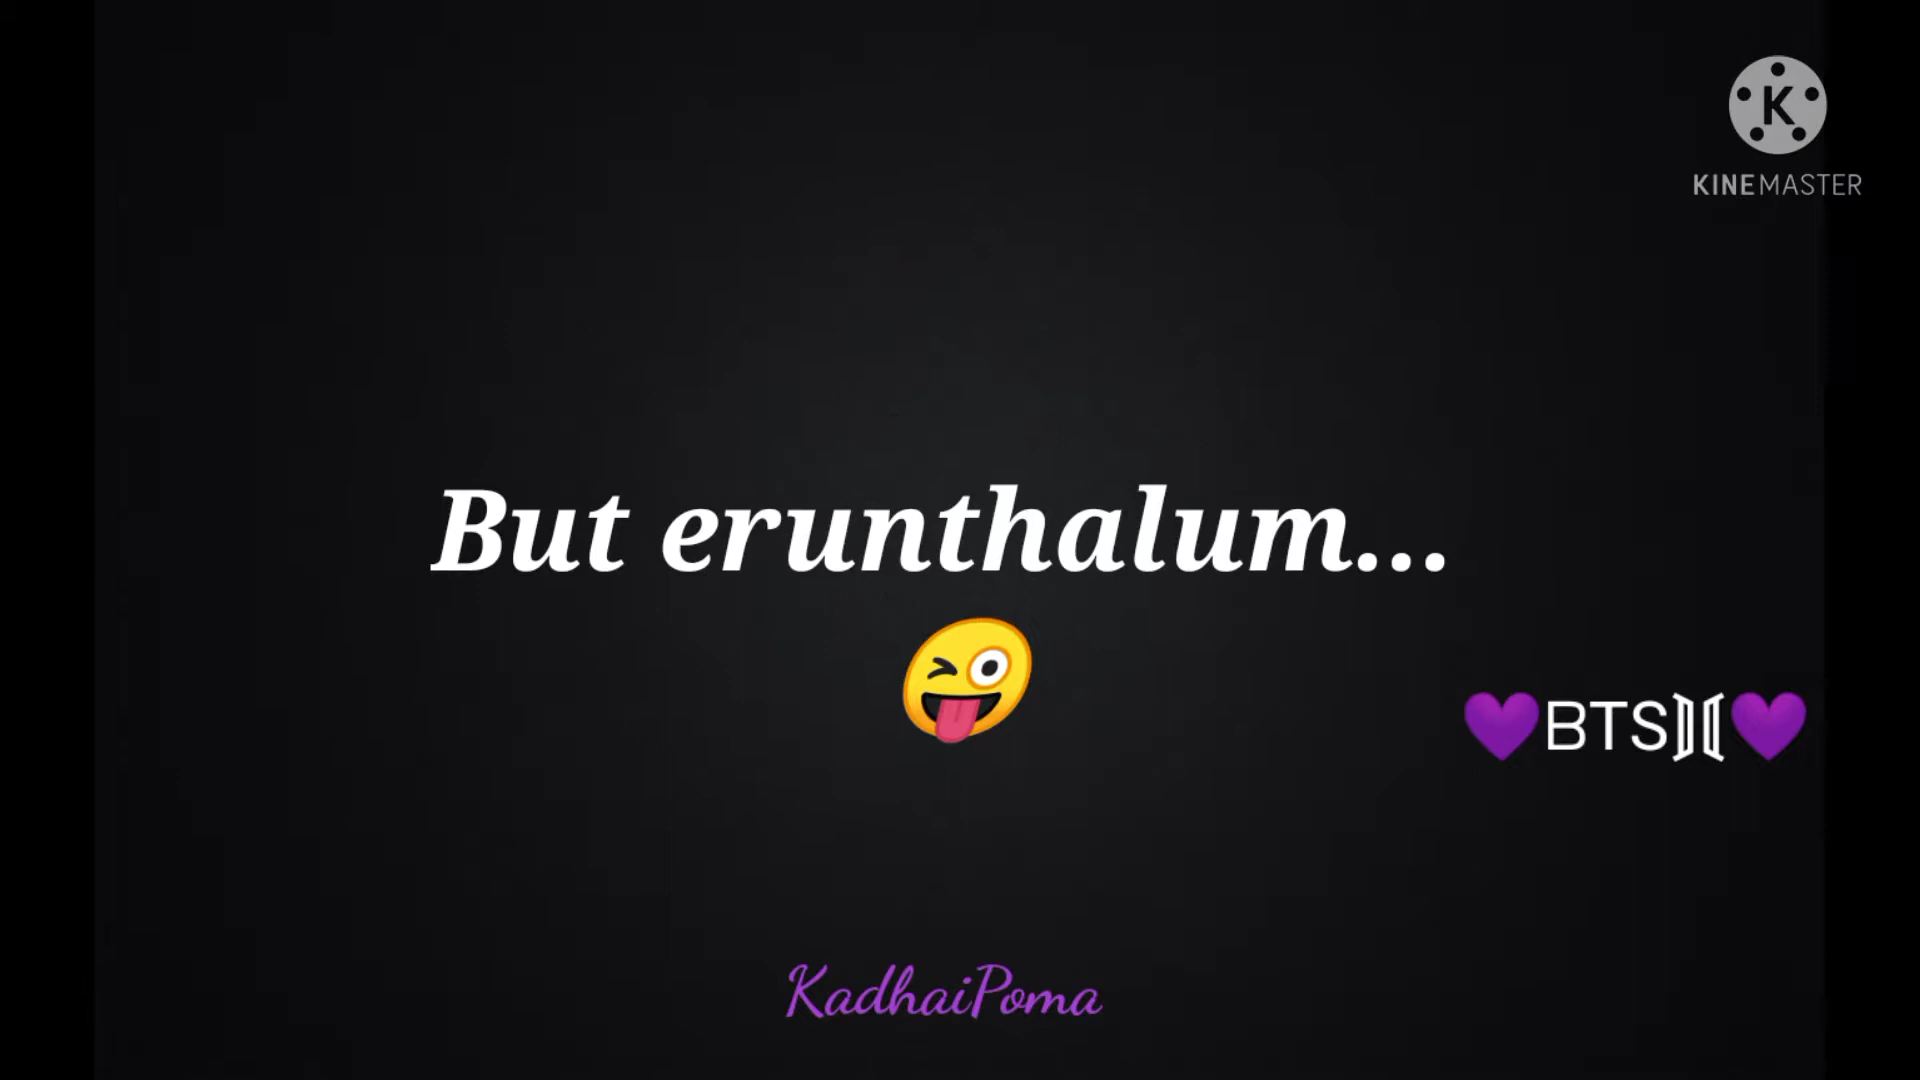 K
KINEMASTER
But erunthalum...
😜
💜BTS💜
KadhaiPoma